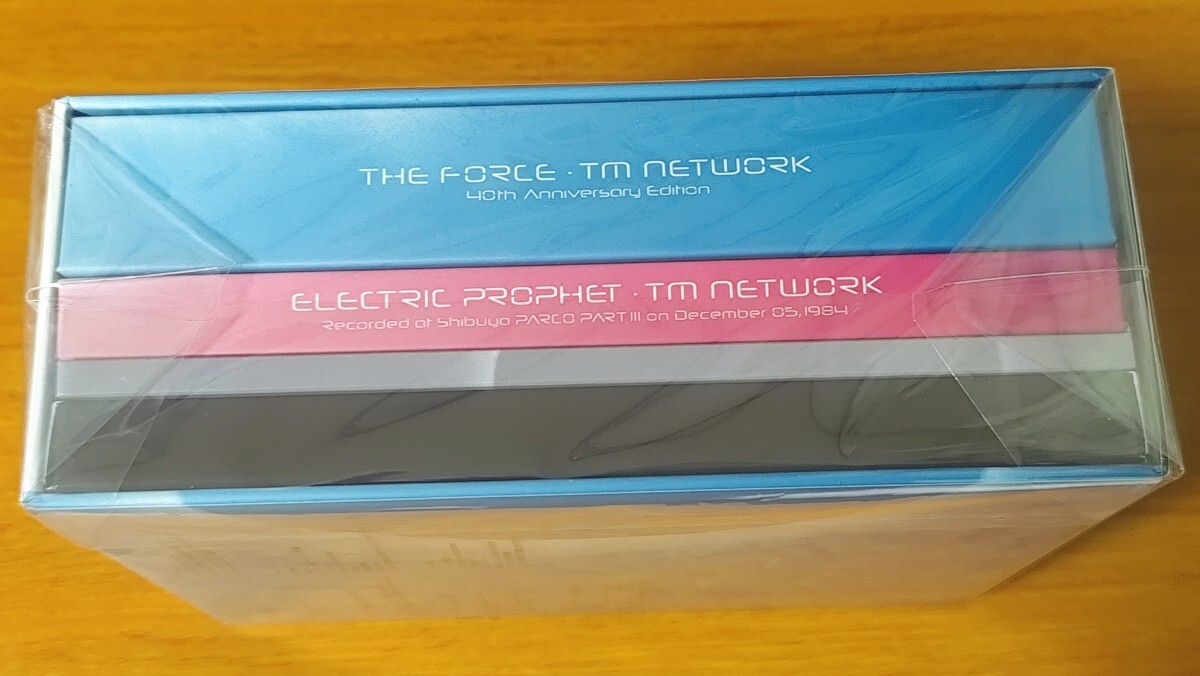 THE FORCE · TM NETWORK
40th Anniversary Edition
ELECTRIC PROPHET · TM NETWORK
Recorded at Shibuya PARCO PART III on December 05, 1984